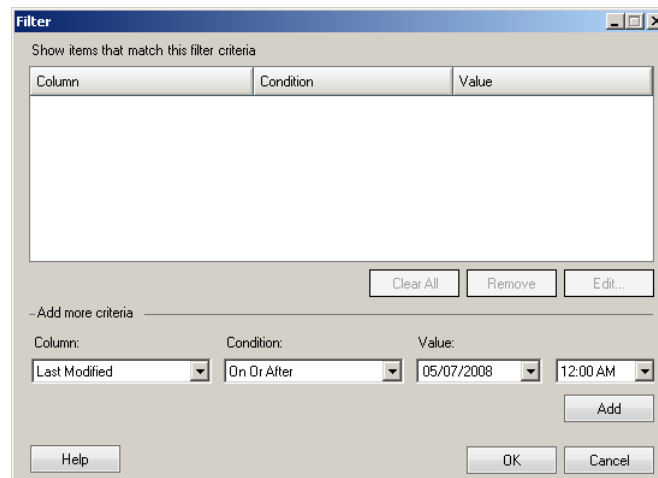 Filter
Show items that match this filter criteria
Column Condition Value
Clear All Remove Edit...
Add more criteria
Column: Condition: Value:
Last Modified On Or After 05/07/2008 12:00 AM
Add
Help OK Cancel